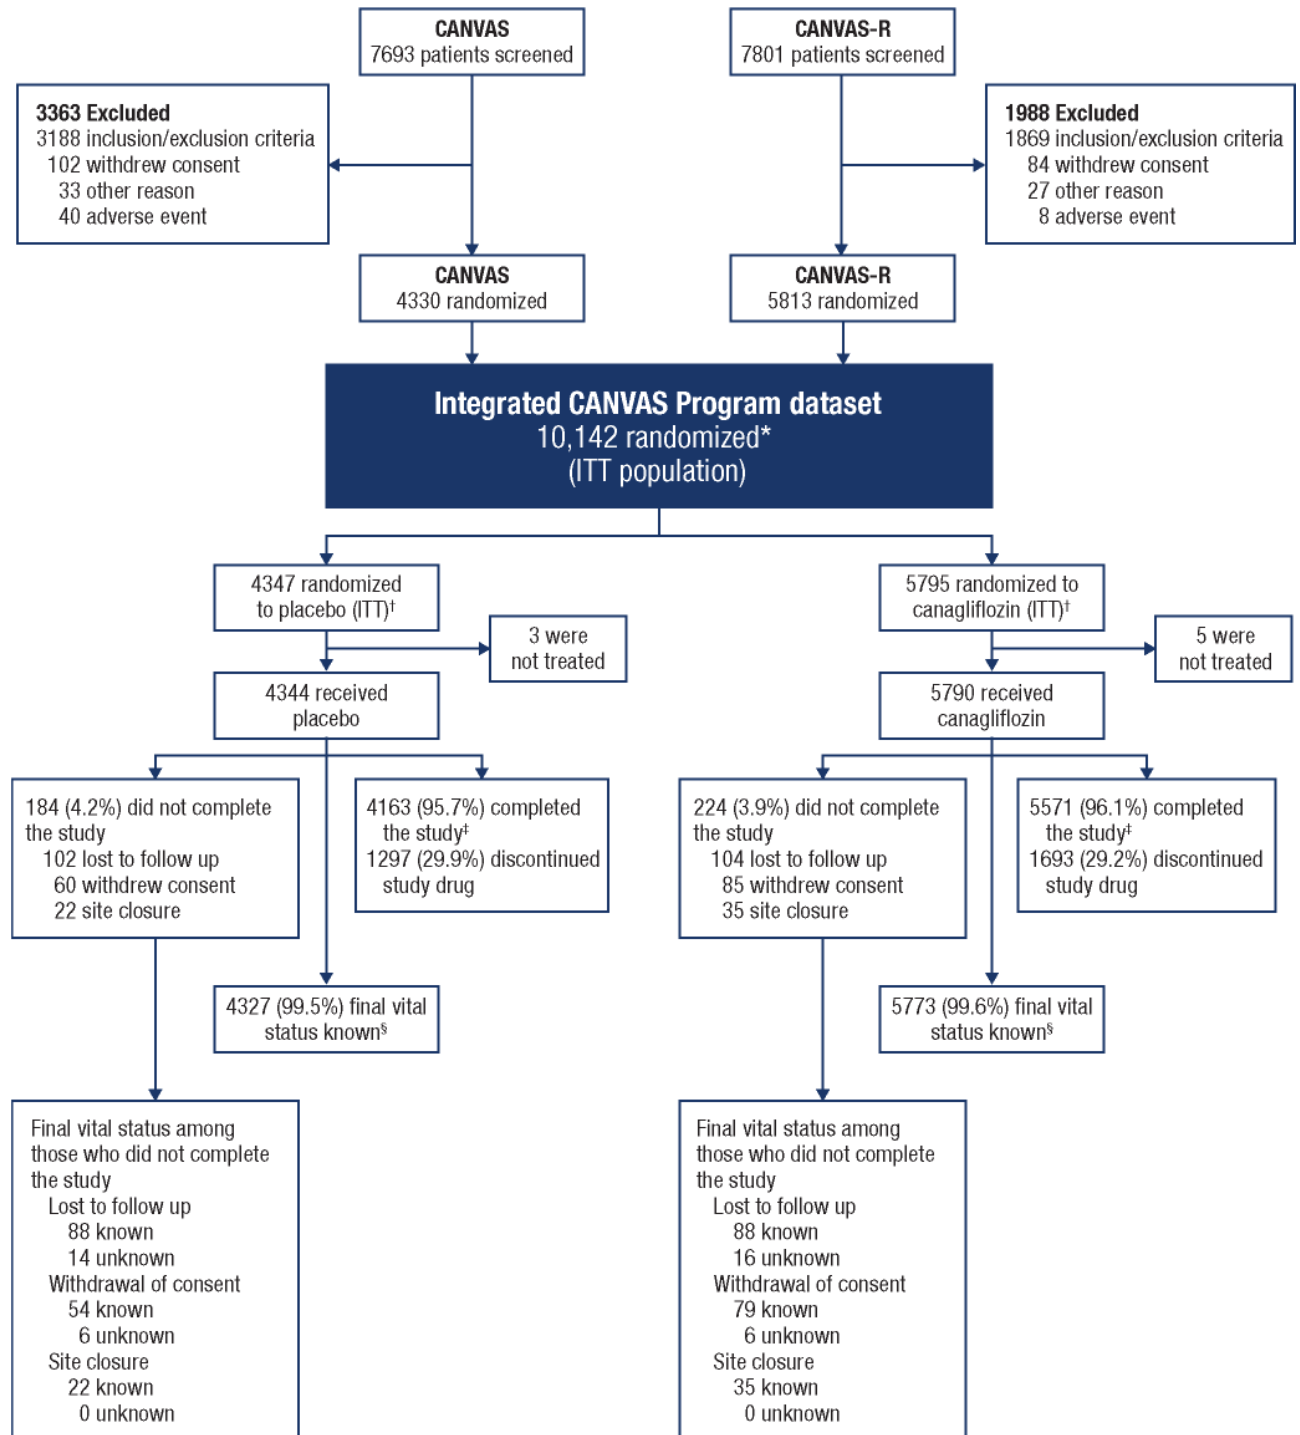 CANVAS
7693 patients screened
CANVAS-R
7801 patients screened
3363 Excluded
3188 inclusion/exclusion criteria
102 withdrew consent
33 other reason
40 adverse event
1988 Excluded
1869 inclusion/exclusion criteria
84 withdrew consent
27 other reason
8 adverse event
CANVAS
4330 randomized
CANVAS-R
5813 randomized
Integrated CANVAS Program dataset
10,142 randomized*
(ITT population)
4347 randomized
to placebo (ITT)†
5795 randomized to
canagliflozin (ITT)†
3 were
not treated
5 were
not treated
4344 received
placebo
5790 received
canagliflozin
184 (4.2%) did not complete
the study
102 lost to follow up
60 withdrew consent
22 site closure
4163 (95.7%) completed
the study‡
1297 (29.9%) discontinued
study drug
224 (3.9%) did not complete
the study
104 lost to follow up
85 withdrew consent
35 site closure
5571 (96.1%) completed
the study‡
1693 (29.2%) discontinued
study drug
4327 (99.5%) final vital
status known§
5773 (99.6%) final vital
status known§
Final vital status among
those who did not complete
the study
Lost to follow up
88 known
14 unknown
Withdrawal of consent
54 known
6 unknown
Site closure
22 known
0 unknown
Final vital status among
those who did not complete
the study
Lost to follow up
88 known
16 unknown
Withdrawal of consent
79 known
6 unknown
Site closure
35 known
0 unknown